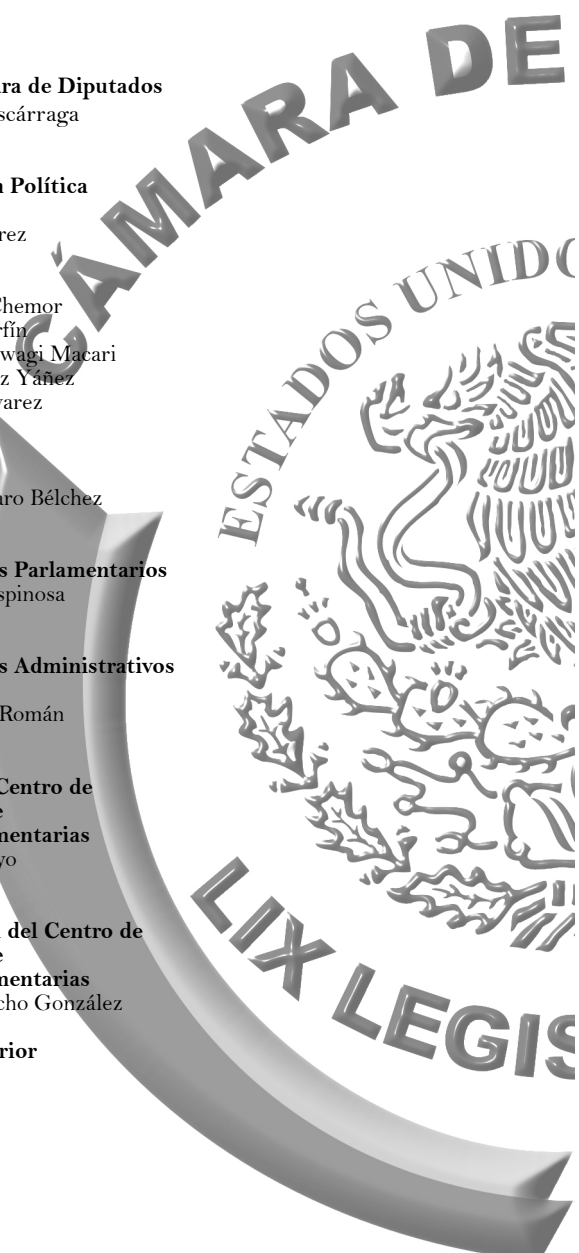 ra de Diputados
scárraga
n Política
rez
Chemor
rfín
wagi Macari
z Yáñez
varez
aro Bélchez
s Parlamentarios
spinosa
s Administrativos
Román
Centro de
e
mentarias
yo
del Centro de
e
mentarias
cho González
rior
CÁMARA DE
ESTADOS UNIDO
LIX LEGIS